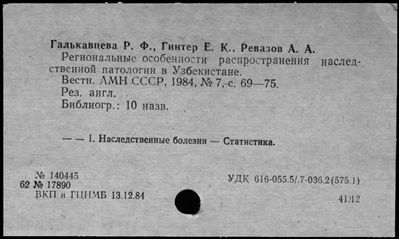 Галькавцева Р. Ф., Гинтер Е. К., Ревазов А. А.
Региональные особенности распространения наслед-
ственной патологии в Узбекистане.
Вестн. АМН СССР, 1984, № 7, с. 69—75.
Рез. англ.
Библиогр.: 10 назв.
— — 1. Наследственные болезни — Статистика.
№ 140445
62 № 17890
УДК 616-055.5/.7-036.2(575.1)
ВКП и ГЦНМБ 13.12.84
41.12